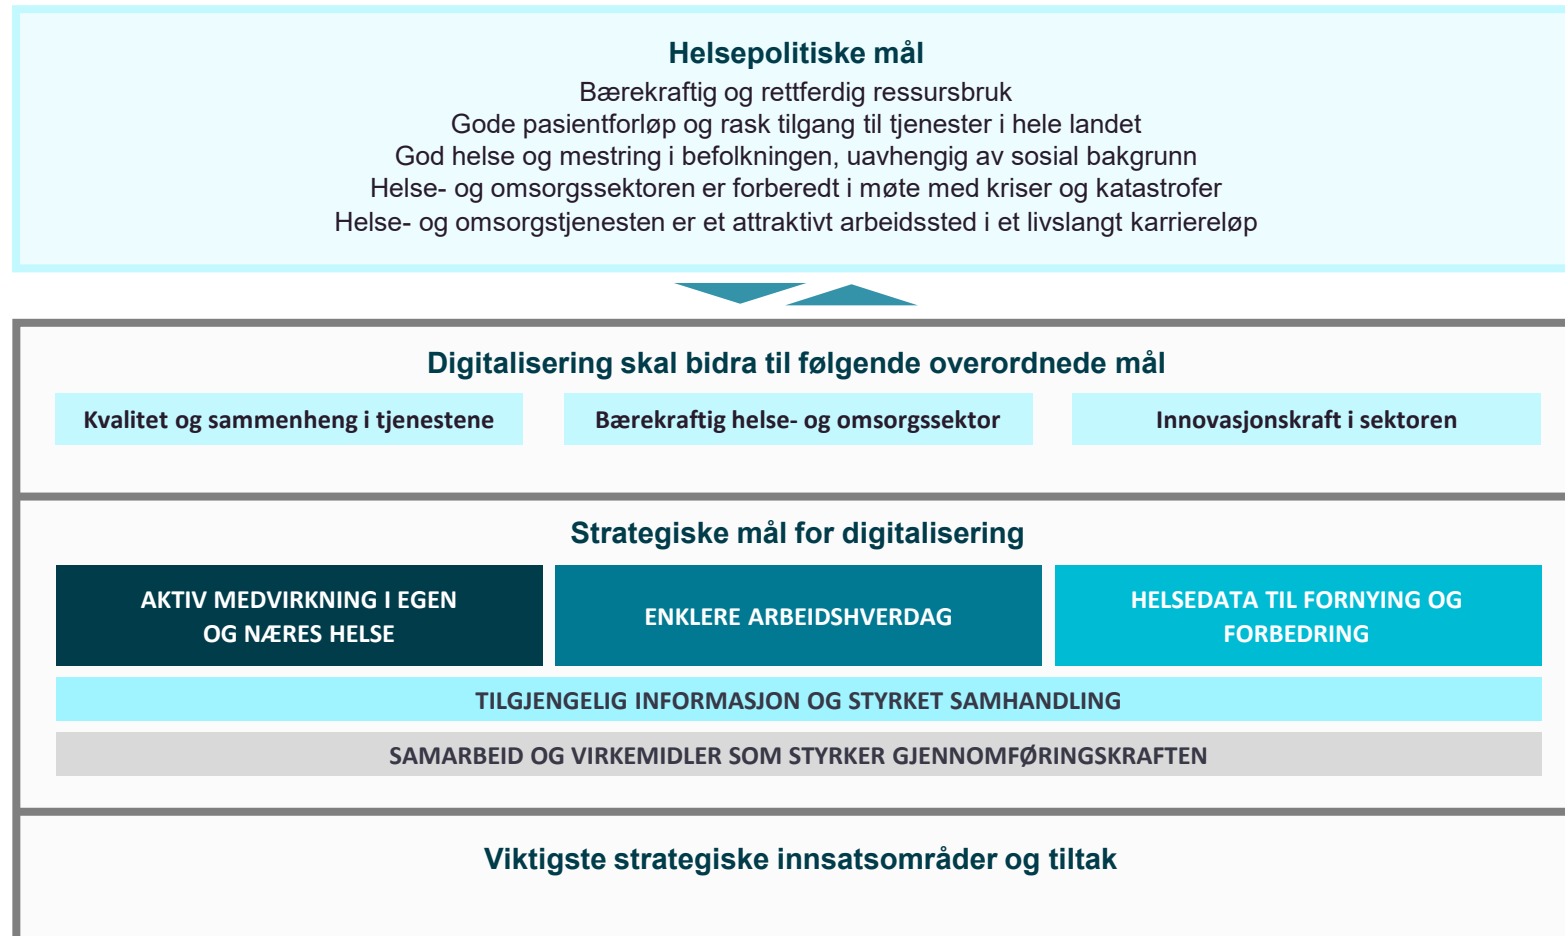 Helsepolitiske mål
Bærekraftig og rettferdig ressursbruk
Gode pasientforløp og rask tilgang til tjenester i hele landet
God helse og mestring i befolkningen, uavhengig av sosial bakgrunn
Helse- og omsorgssektoren er forberedt i møte med kriser og katastrofer
Helse- og omsorgstjenesten er et attraktivt arbeidssted i et livslangt karriereløp
Digitalisering skal bidra til følgende overordnede mål
Kvalitet og sammenheng i tjenestene
Bærekraftig helse- og omsorgssektor
Innovasjonskraft i sektoren
Strategiske mål for digitalisering
AKTIV MEDVIRKNING I EGEN
OG NÆRES HELSE
ENKLERE ARBEIDSHVERDAG
HELSEDATA TIL FORNYING OG
FORBEDRING
TILGJENGELIG INFORMASJON OG STYRKET SAMHANDLING
SAMARBEID OG VIRKEMIDLER SOM STYRKER GJENNOMFØRINGSKRAFTEN
Viktigste strategiske innsatsområder og tiltak